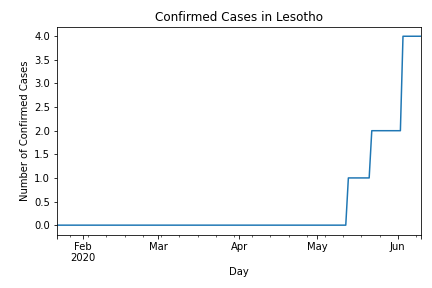 Confirmed Cases in Lesotho
Number of Confirmed Cases
4.0
3.5
3.0
2.5
2.0
1.5
1.0
0.5
0.0
Feb Mar Apr May Jun
2020
Day